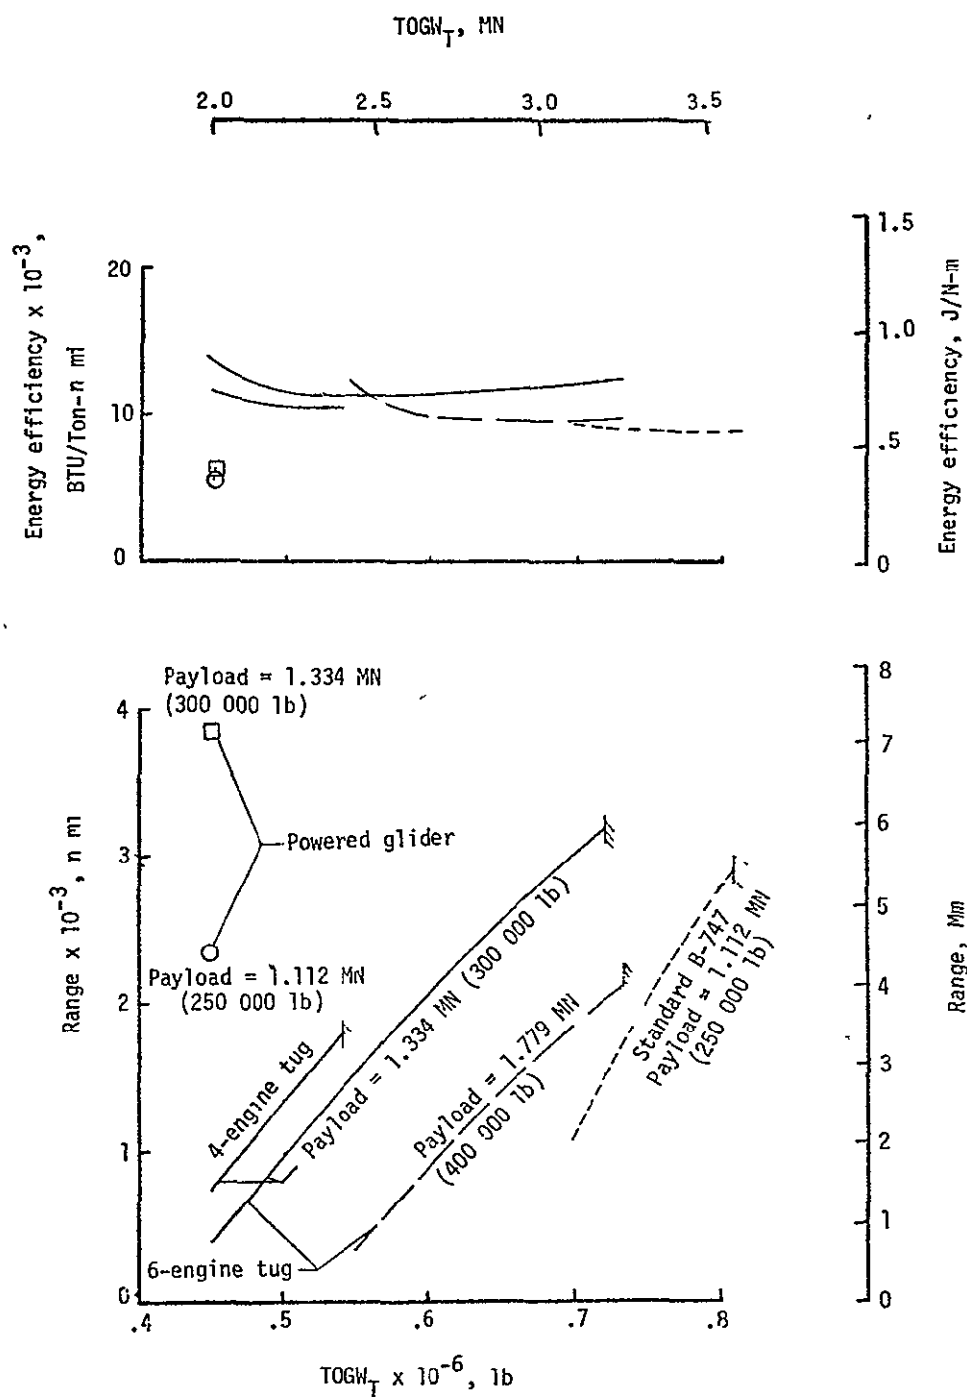 TOGW_T, MN
2.0 2.5 3.0 3.5
Energy efficiency x 10^-3,
BTU/Ton-n mi
20
10
0
1.5
1.0
.5
0
Energy efficiency, J/N-m
Payload = 1.334 MN
(300 000 lb)
Powered glider
Payload = 1.112 MN
(250 000 lb)
4-engine tug
Payload = 1.334 MN (300 000 lb)
Payload = 1.779 MN
(400 000 lb)
Standard B-747
Payload = 1.112 MN
(250 000 lb)
6-engine tug
Range x 10^-3, n mi
4
3
2
1
0
8
7
6
5
4
3
2
1
0
Range, Mm
.4 .5 .6 .7 .8
TOGW_T x 10^-6, lb